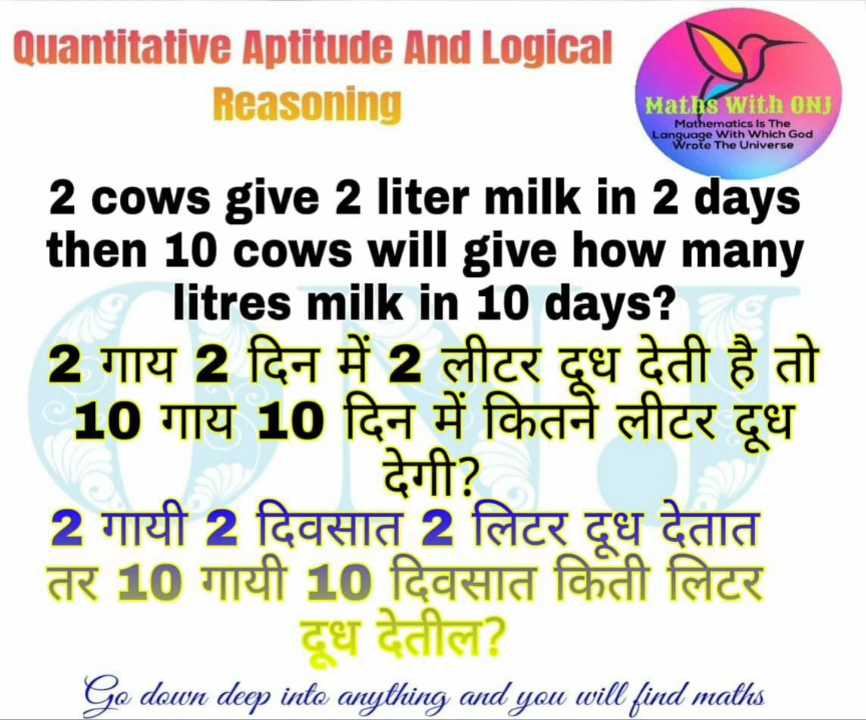 Quantitative Aptitude And Logical
Reasoning
Maths With ONJ
Mathematics Is The
Language With Which God
Wrote The Universe
2 cows give 2 liter milk in 2 days
then 10 cows will give how many
litres milk in 10 days?
2 गाय 2 दिन में 2 लीटर दूध देती है तो
10 गाय 10 दिन में कितने लीटर दूध
देगी?
2 गायी 2 दिवसात 2 लिटर दूध देतात
तर 10 गायी 10 दिवसात किती लिटर
दूध देतील?
Go down deep into anything and you will find maths
ONJ